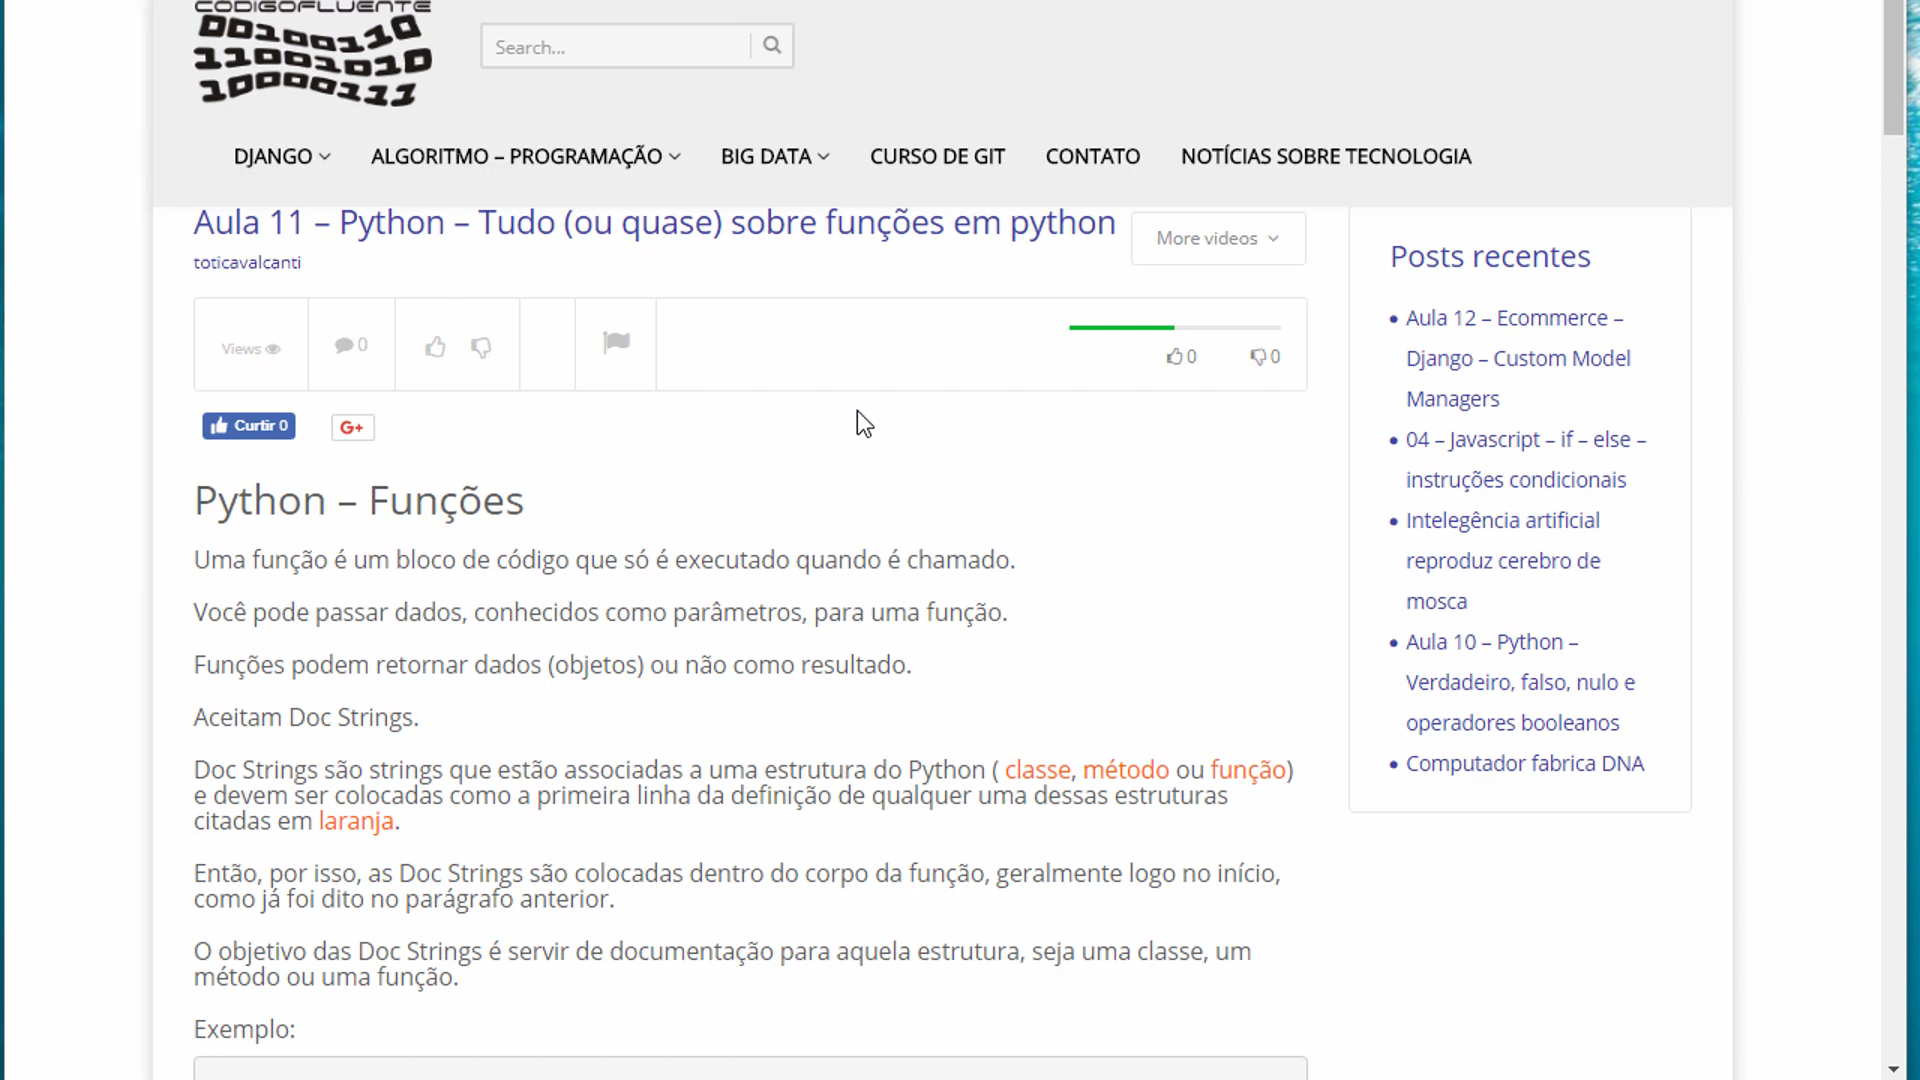 CODIGOFLUENTE
00100110
11001010
10000111
Search...
DJANGO
ALGORITMO – PROGRAMAÇÃO
BIG DATA
CURSO DE GIT
CONTATO
NOTÍCIAS SOBRE TECNOLOGIA
Aula 11 – Python – Tudo (ou quase) sobre funções em python
toticavalcanti
More videos
Views
0
0
0
Curtir 0
G+
Python – Funções
Uma função é um bloco de código que só é executado quando é chamado.
Você pode passar dados, conhecidos como parâmetros, para uma função.
Funções podem retornar dados (objetos) ou não como resultado.
Aceitam Doc Strings.
Doc Strings são strings que estão associadas a uma estrutura do Python ( classe, método ou função)
e devem ser colocadas como a primeira linha da definição de qualquer uma dessas estruturas
citadas em laranja.
Então, por isso, as Doc Strings são colocadas dentro do corpo da função, geralmente logo no início,
como já foi dito no parágrafo anterior.
O objetivo das Doc Strings é servir de documentação para aquela estrutura, seja uma classe, um
método ou uma função.
Exemplo:
Posts recentes
Aula 12 – Ecommerce –
Django – Custom Model
Managers
04 – Javascript – if – else –
instruções condicionais
Intelegência artificial
reproduz cerebro de
mosca
Aula 10 – Python –
Verdadeiro, falso, nulo e
operadores booleanos
Computador fabrica DNA